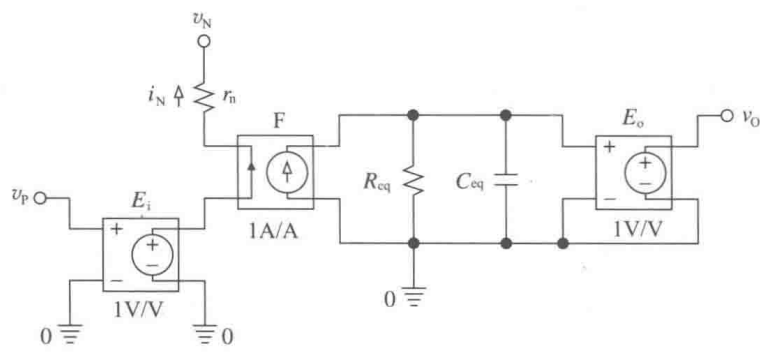 v_N
i_N
r_n
F
1A/A
v_P
E_i
+
−
+
−
1V/V
0
0
R_eq
C_eq
0
E_o
+
−
+
−
1V/V
v_O